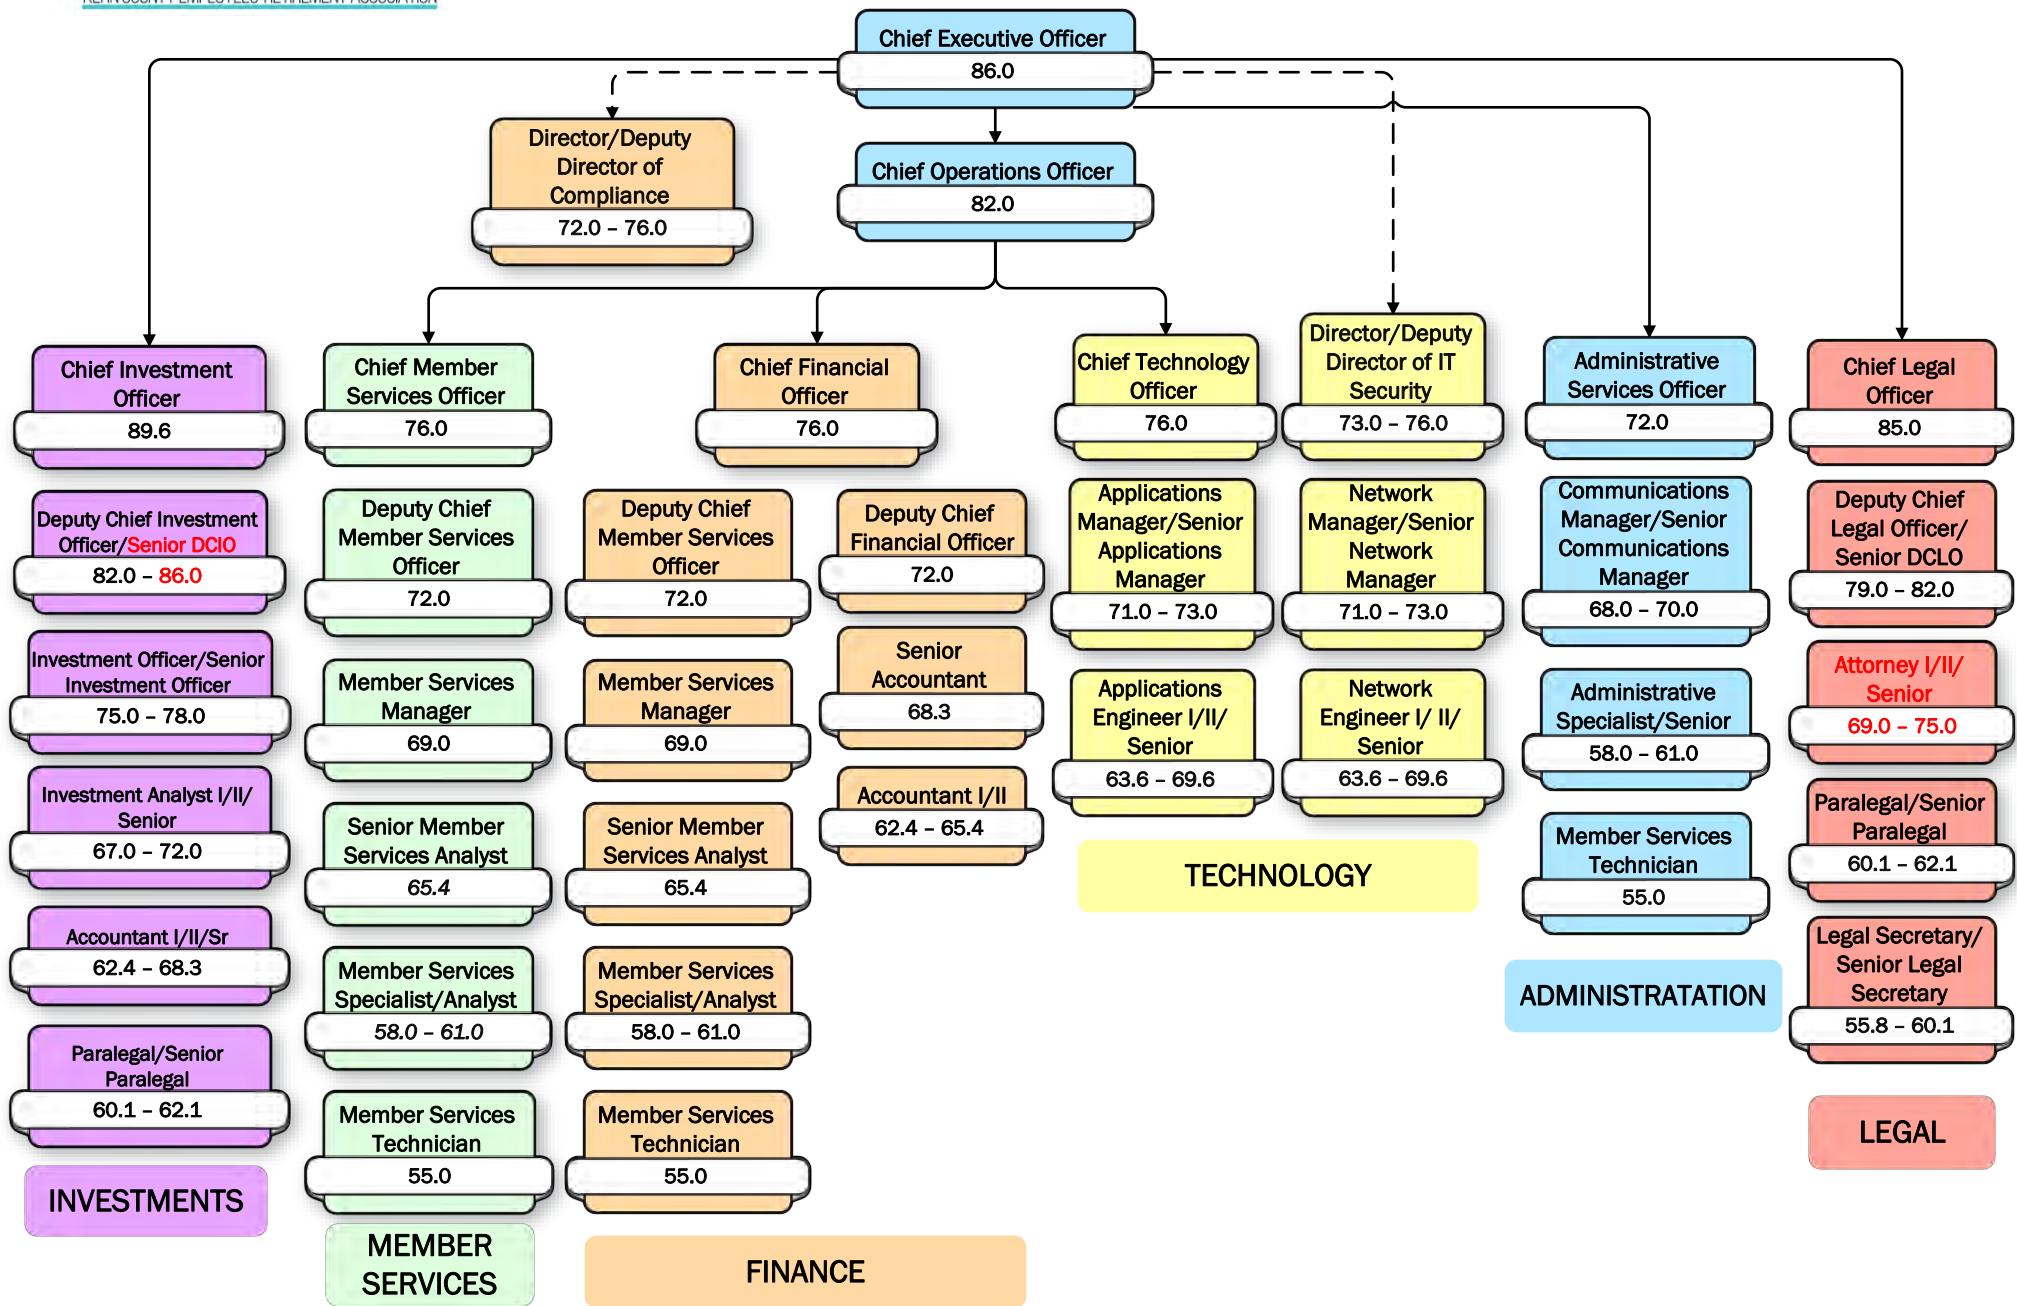 KERN COUNTY EMPLOYEES' RETIREMENT ASSOCIATION
Chief Executive Officer
86.0
Director/Deputy
Director of
Compliance
72.0 – 76.0
Chief Operations Officer
82.0
Chief Investment
Officer
89.6
Deputy Chief Investment
Officer/Senior DCIO
82.0 – 86.0
Investment Officer/Senior
Investment Officer
75.0 – 78.0
Investment Analyst I/II/
Senior
67.0 – 72.0
Accountant I/II/Sr
62.4 – 68.3
Paralegal/Senior
Paralegal
60.1 – 62.1
INVESTMENTS
Chief Member
Services Officer
76.0
Deputy Chief
Member Services
Officer
72.0
Member Services
Manager
69.0
Senior Member
Services Analyst
65.4
Member Services
Specialist/Analyst
58.0 – 61.0
Member Services
Technician
55.0
MEMBER
SERVICES
Chief Financial
Officer
76.0
Deputy Chief
Member Services
Officer
72.0
Member Services
Manager
69.0
Senior Member
Services Analyst
65.4
Member Services
Specialist/Analyst
58.0 – 61.0
Member Services
Technician
55.0
Deputy Chief
Financial Officer
72.0
Senior
Accountant
68.3
Accountant I/II
62.4 – 65.4
FINANCE
Chief Technology
Officer
76.0
Applications
Manager/Senior
Applications
Manager
71.0 – 73.0
Applications
Engineer I/II/
Senior
63.6 – 69.6
Director/Deputy
Director of IT
Security
73.0 – 76.0
Network
Manager/Senior
Network
Manager
71.0 – 73.0
Network
Engineer I/ II/
Senior
63.6 – 69.6
TECHNOLOGY
Administrative
Services Officer
72.0
Communications
Manager/Senior
Communications
Manager
68.0 – 70.0
Administrative
Specialist/Senior
58.0 – 61.0
Member Services
Technician
55.0
ADMINISTRATATION
Chief Legal
Officer
85.0
Deputy Chief
Legal Officer/
Senior DCLO
79.0 – 82.0
Attorney I/II/
Senior
69.0 – 75.0
Paralegal/Senior
Paralegal
60.1 – 62.1
Legal Secretary/
Senior Legal
Secretary
55.8 – 60.1
LEGAL